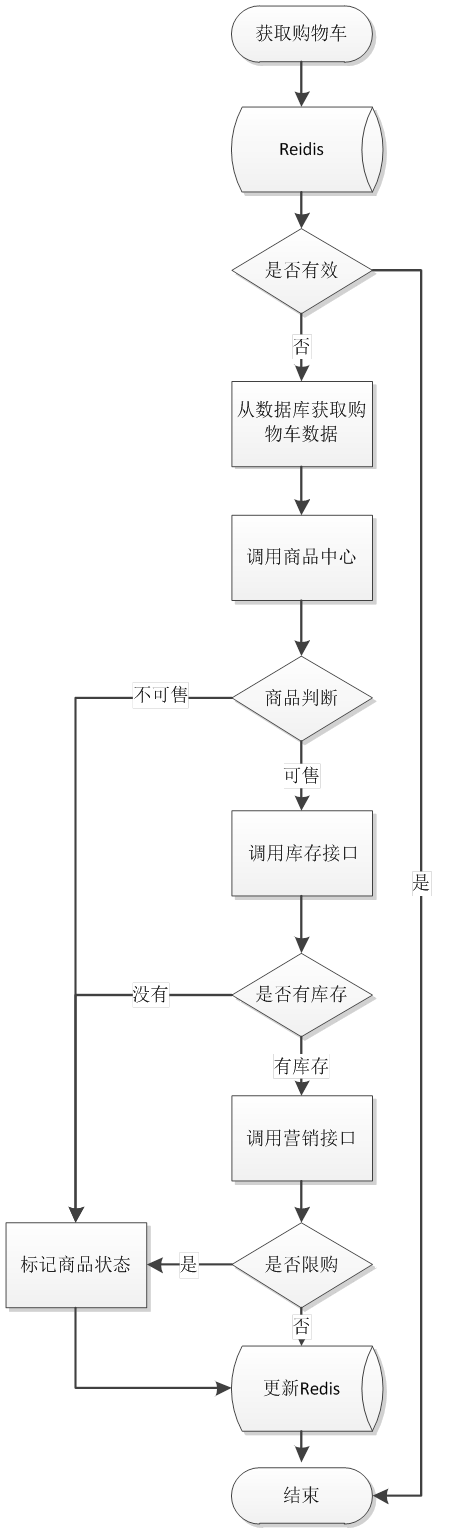 获取购物车
Reidis
是否有效
否
从数据库获取购
物车数据
调用商品中心
商品判断
不可售
可售
调用库存接口
是
是否有库存
没有
有库存
调用营销接口
标记商品状态
是
是否限购
否
更新Redis
结束